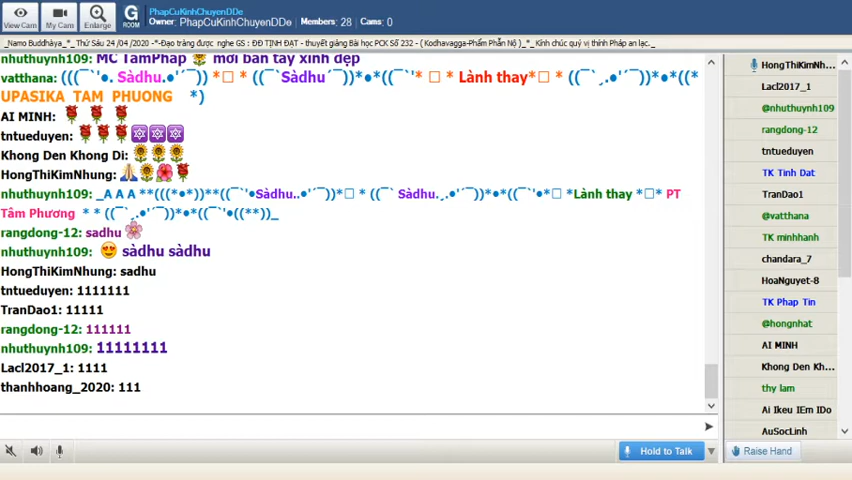 View Cam
My Cam
Enlarge
G
ROOM
PhapCuKinhChuyenDDe
Owner: PhapCuKinhChuyenDDe Members: 28 Cams: 0
_Namo Buddhàya_*_ Thứ Sáu 24 /04 /2020 -*-Đạo tràng được nghe GS : ĐĐ TỊNH ĐẠT - thuyết giảng Bài học PCK Số 232 - ( Kodhavagga-Phẩm Phẫn Nộ )_*_ Kính chúc quý vị thính Pháp an lạc._
nhuthuynh109: MC TâmPháp mới bàn tay xinh đẹp
vatthana: (((¯`'•. Sàdhu.•'´¯)) *□ * ((¯`Sàdhu´¯))*•*((¯`'* □ * Lành thay*□ * ((¯`¸.•'´¯))*•*((*
UPASIKA TAM PHUONG *)
AI MINH:
tntueduyen:
Khong Den Khong Di:
HongThiKimNhung:
nhuthuynh109: _A A A **(((*•*))**((¯`'•Sàdhu..•'´¯))*□ * ((¯` Sàdhu.¸.•'´¯))*•*((¯`'•*□ *Lành thay *□* PT
Tâm Phương * * ((¯`¸.•'´¯))*•*((¯`'•((**))_
rangdong-12: sadhu
nhuthuynh109: sàdhu sàdhu
HongThiKimNhung: sadhu
tntueduyen: 1111111
TranDao1: 11111
rangdong-12: 111111
nhuthuynh109: 11111111
Lacl2017_1: 1111
thanhhoang_2020: 111
Hold to Talk
HongThiKimNh...
Lacl2017_1
@nhuthuynh109
rangdong-12
tntueduyen
TK Tinh Dat
TranDao1
@vatthana
TK minhhanh
chandara_7
HoaNguyet-8
TK Phap Tin
@hongnhat
AI MINH
Khong Den Kh...
thy lam
Ai Ikeu IEm IDo
AuSocLinh
Raise Hand